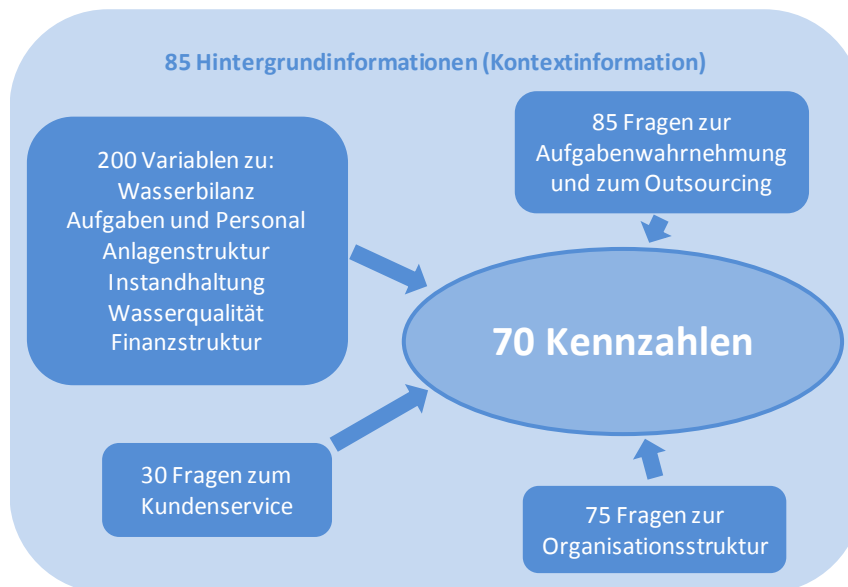 85 Hintergrundinformationen (Kontextinformation)
200 Variablen zu:
Wasserbilanz
Aufgaben und Personal
Anlagenstruktur
Instandhaltung
Wasserqualität
Finanzstruktur
85 Fragen zur
Aufgabenwahrnehmung
und zum Outsourcing
70 Kennzahlen
30 Fragen zum
Kundenservice
75 Fragen zur
Organisationsstruktur